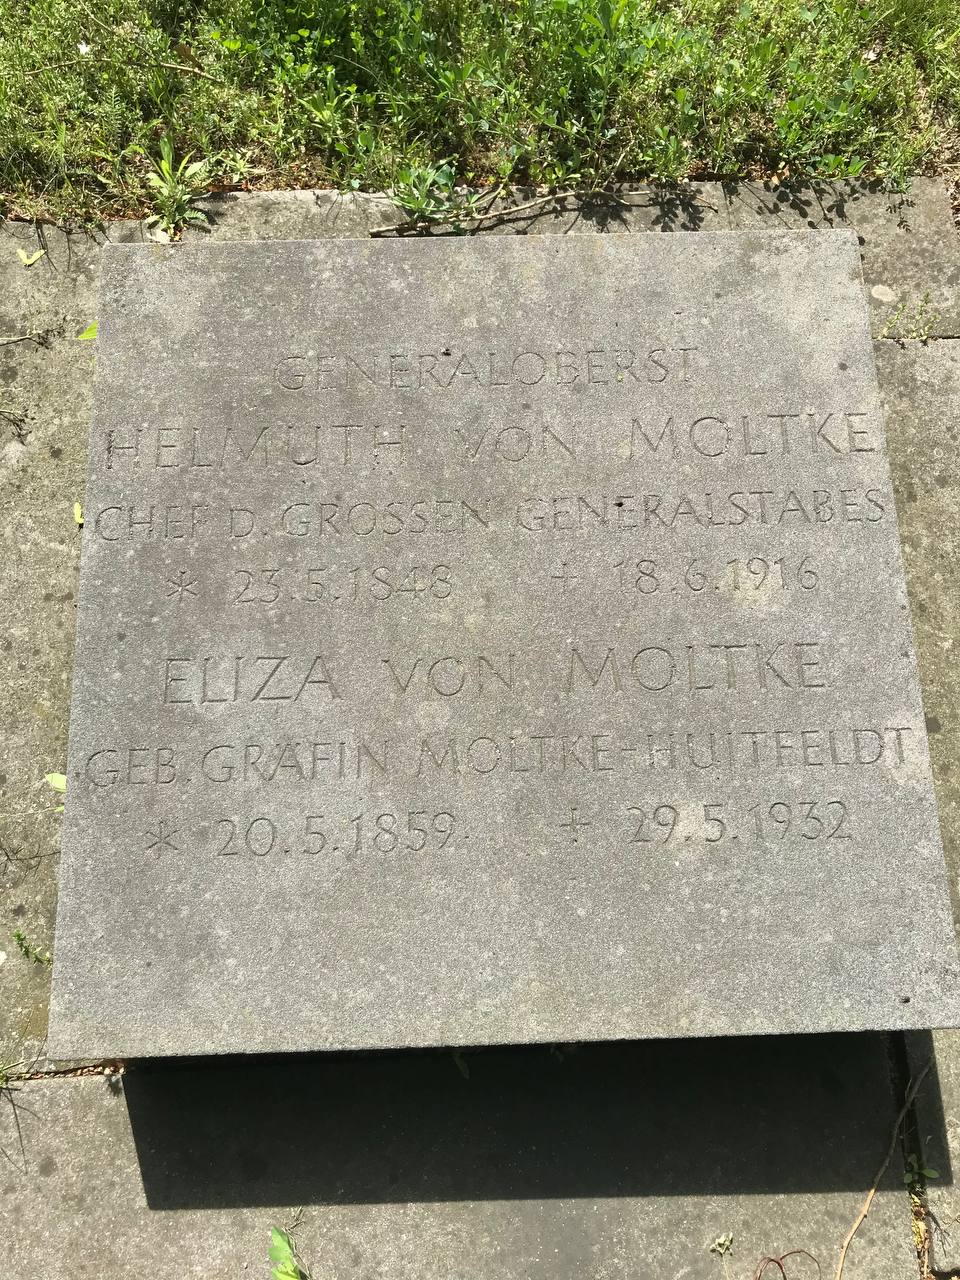 GENERALOBERST
HELMUTH VON MOLTKE
CHEF D. GROSSEN GENERALSTABES
* 23.5.1848 + 18.6.1916
ELIZA VON MOLTKE
GEB. GRÄFIN MOLTKE-HUITFELDT
* 20.5.1859 + 29.5.1932